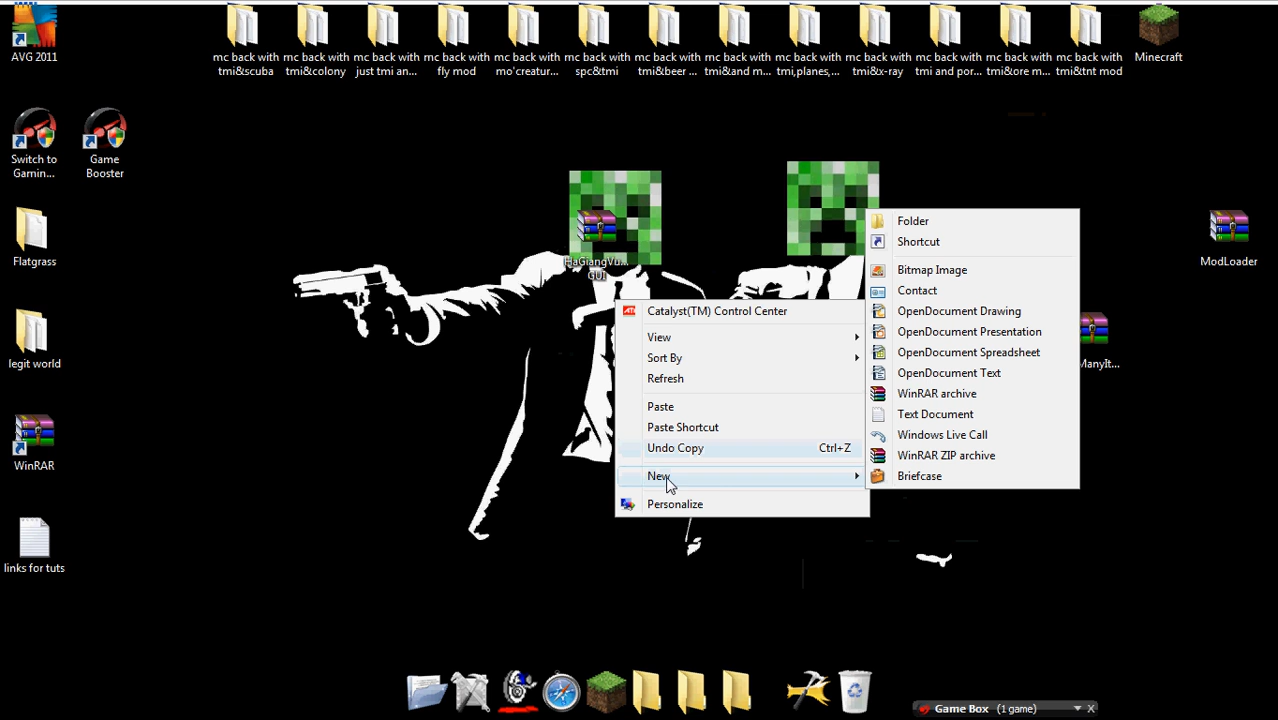 AVG 2011
mc back with
tmi&scuba
mc back with
tmi&colony
mc back with
just tmi an...
mc back with
fly mod
mc back with
mo'creatur...
mc back with
spc&tmi
mc back with
tmi&beer ...
mc back with
tmi&and m...
mc back with
tmi,planes,...
mc back with
tmi&x-ray
mc back with
tmi and por...
mc back with
tmi&ore m...
mc back with
tmi&tnt mod
Minecraft
Switch to
Gamin...
Game
Booster
Flatgrass
legit world
WinRAR
links for tuts
GUI
ModLoader
Catalyst(TM) Control Center
View
Sort By
Refresh
Paste
Paste Shortcut
Undo Copy Ctrl+Z
New
Personalize
Folder
Shortcut
Bitmap Image
Contact
OpenDocument Drawing
OpenDocument Presentation
OpenDocument Spreadsheet
OpenDocument Text
WinRAR archive
Text Document
Windows Live Call
WinRAR ZIP archive
Briefcase
Game Box (1 game)